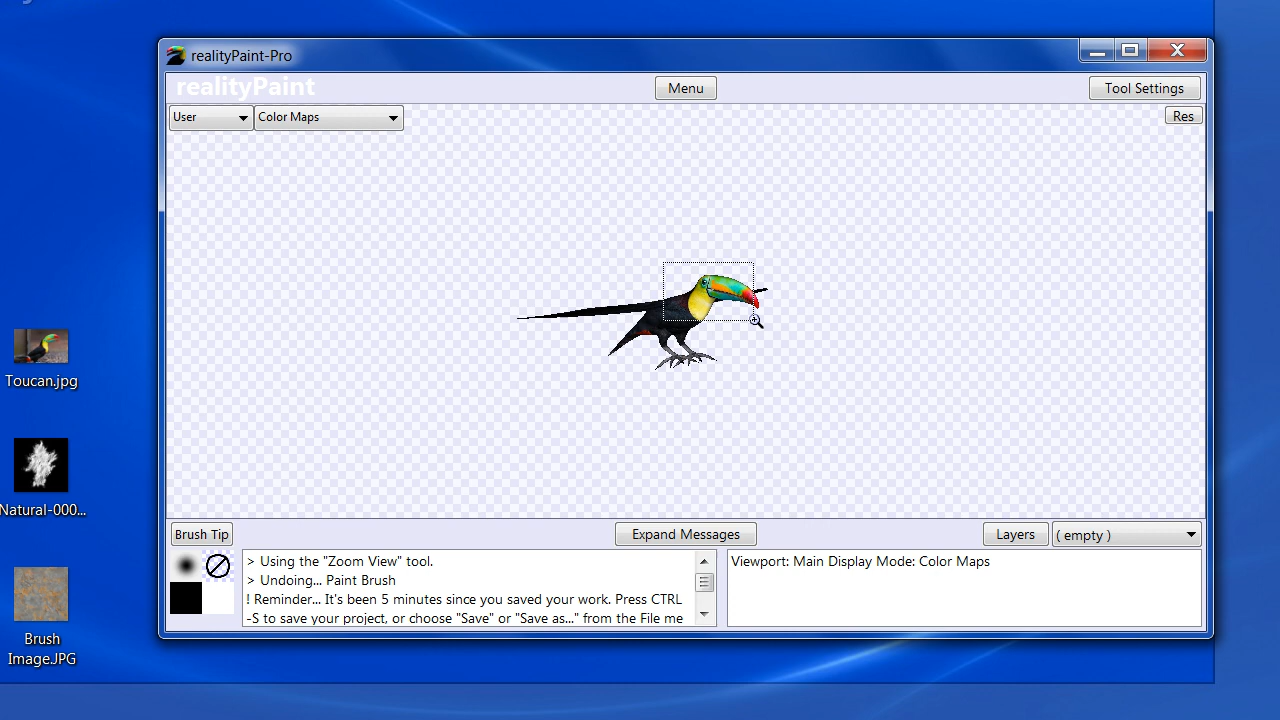 realityPaint-Pro
realityPaint
Menu
Tool Settings
User
Color Maps
Res
Toucan.jpg
Natural-000...
Brush
Image.JPG
Brush Tip
Expand Messages
Layers
( empty )
> Using the "Zoom View" tool.
> Undoing... Paint Brush
! Reminder... It's been 5 minutes since you saved your work. Press CTRL
-S to save your project, or choose "Save" or "Save as..." from the File me
Viewport: Main Display Mode: Color Maps